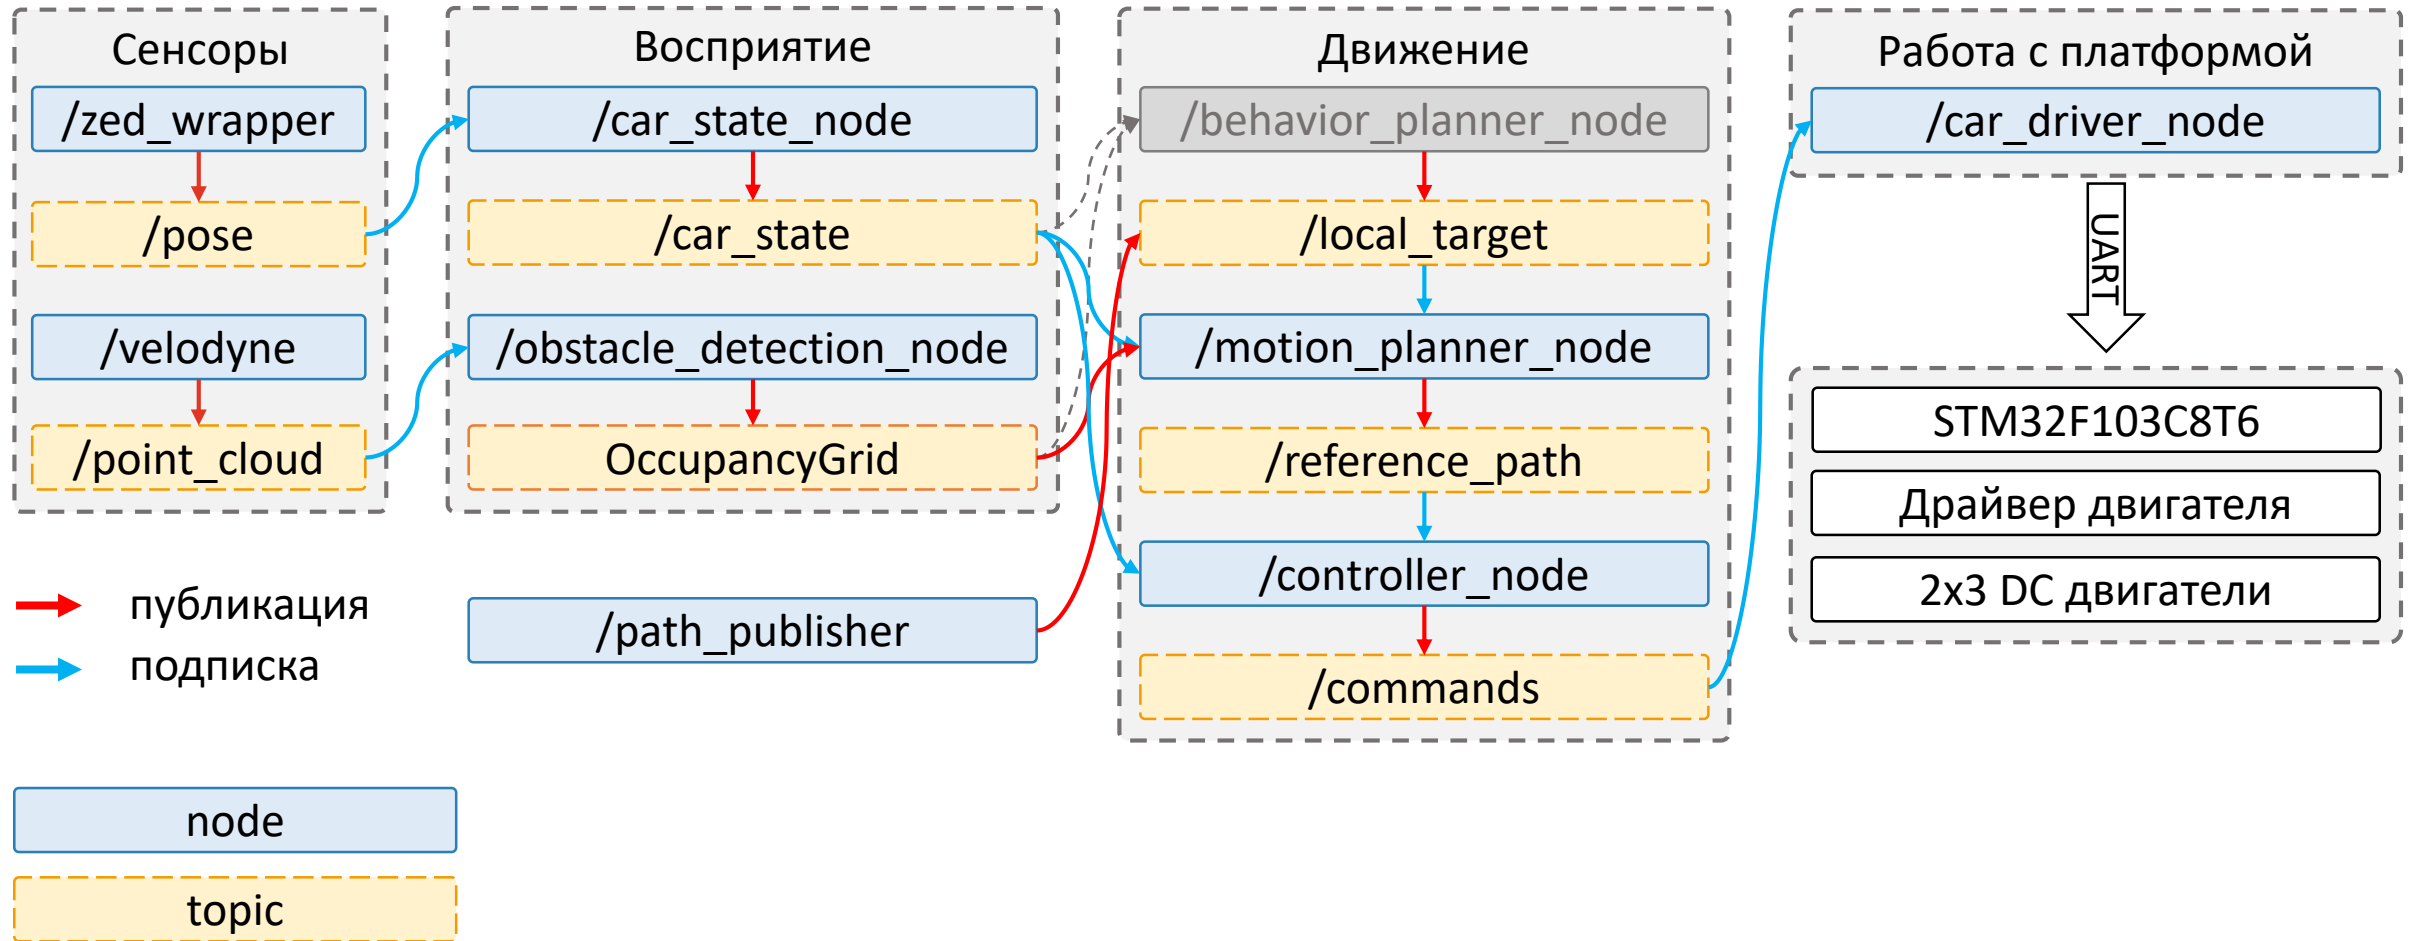 Сенсоры
/zed_wrapper
/pose
/velodyne
/point_cloud
Восприятие
/car_state_node
/car_state
/obstacle_detection_node
OccupancyGrid
/path_publisher
Движение
/behavior_planner_node
/local_target
/motion_planner_node
/reference_path
/controller_node
/commands
Работа с платформой
/car_driver_node
UART
STM32F103C8T6
Драйвер двигателя
2x3 DC двигатели
публикация
подписка
node
topic